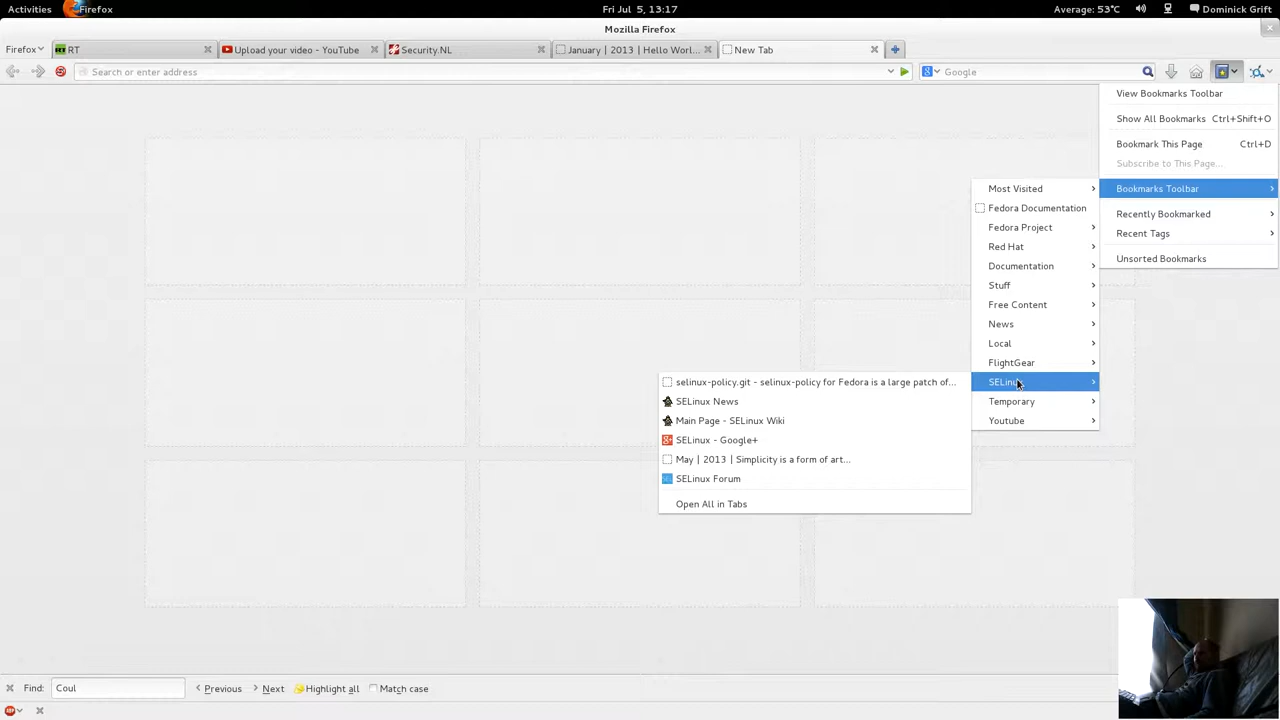 Activities Firefox Fri Jul 5, 13:17 Average: 53°C Dominick Grift
Mozilla Firefox
Firefox RT Upload your video - YouTube Security.NL January | 2013 | Hello Worl... New Tab
Search or enter address Google
View Bookmarks Toolbar
Show All Bookmarks Ctrl+Shift+O
Bookmark This Page Ctrl+D
Subscribe to This Page...
Most Visited Bookmarks Toolbar
Fedora Documentation
Recently Bookmarked
Fedora Project
Recent Tags
Red Hat
Unsorted Bookmarks
Documentation
Stuff
Free Content
News
Local
FlightGear
selinux-policy.git - selinux-policy for Fedora is a large patch of... SELinux
SELinux News Temporary
Main Page - SELinux Wiki Youtube
SELinux - Google+
May | 2013 | Simplicity is a form of art...
SELinux Forum
Open All in Tabs
Find: Coul Previous Next Highlight all Match case